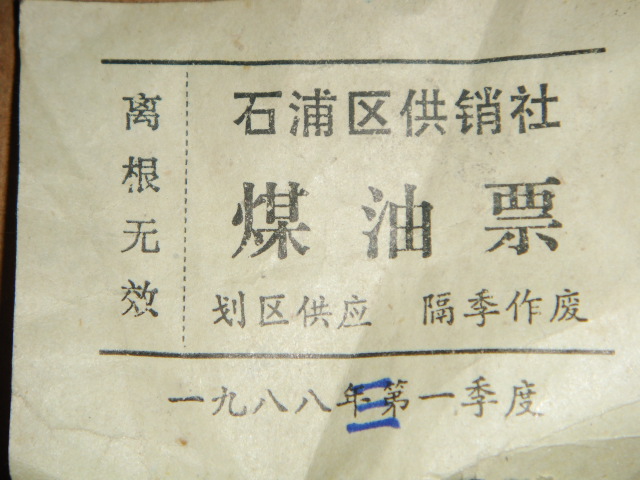 离根无效
石浦区供销社
煤油票
划区供应 隔季作废
一九八八年第一季度
三